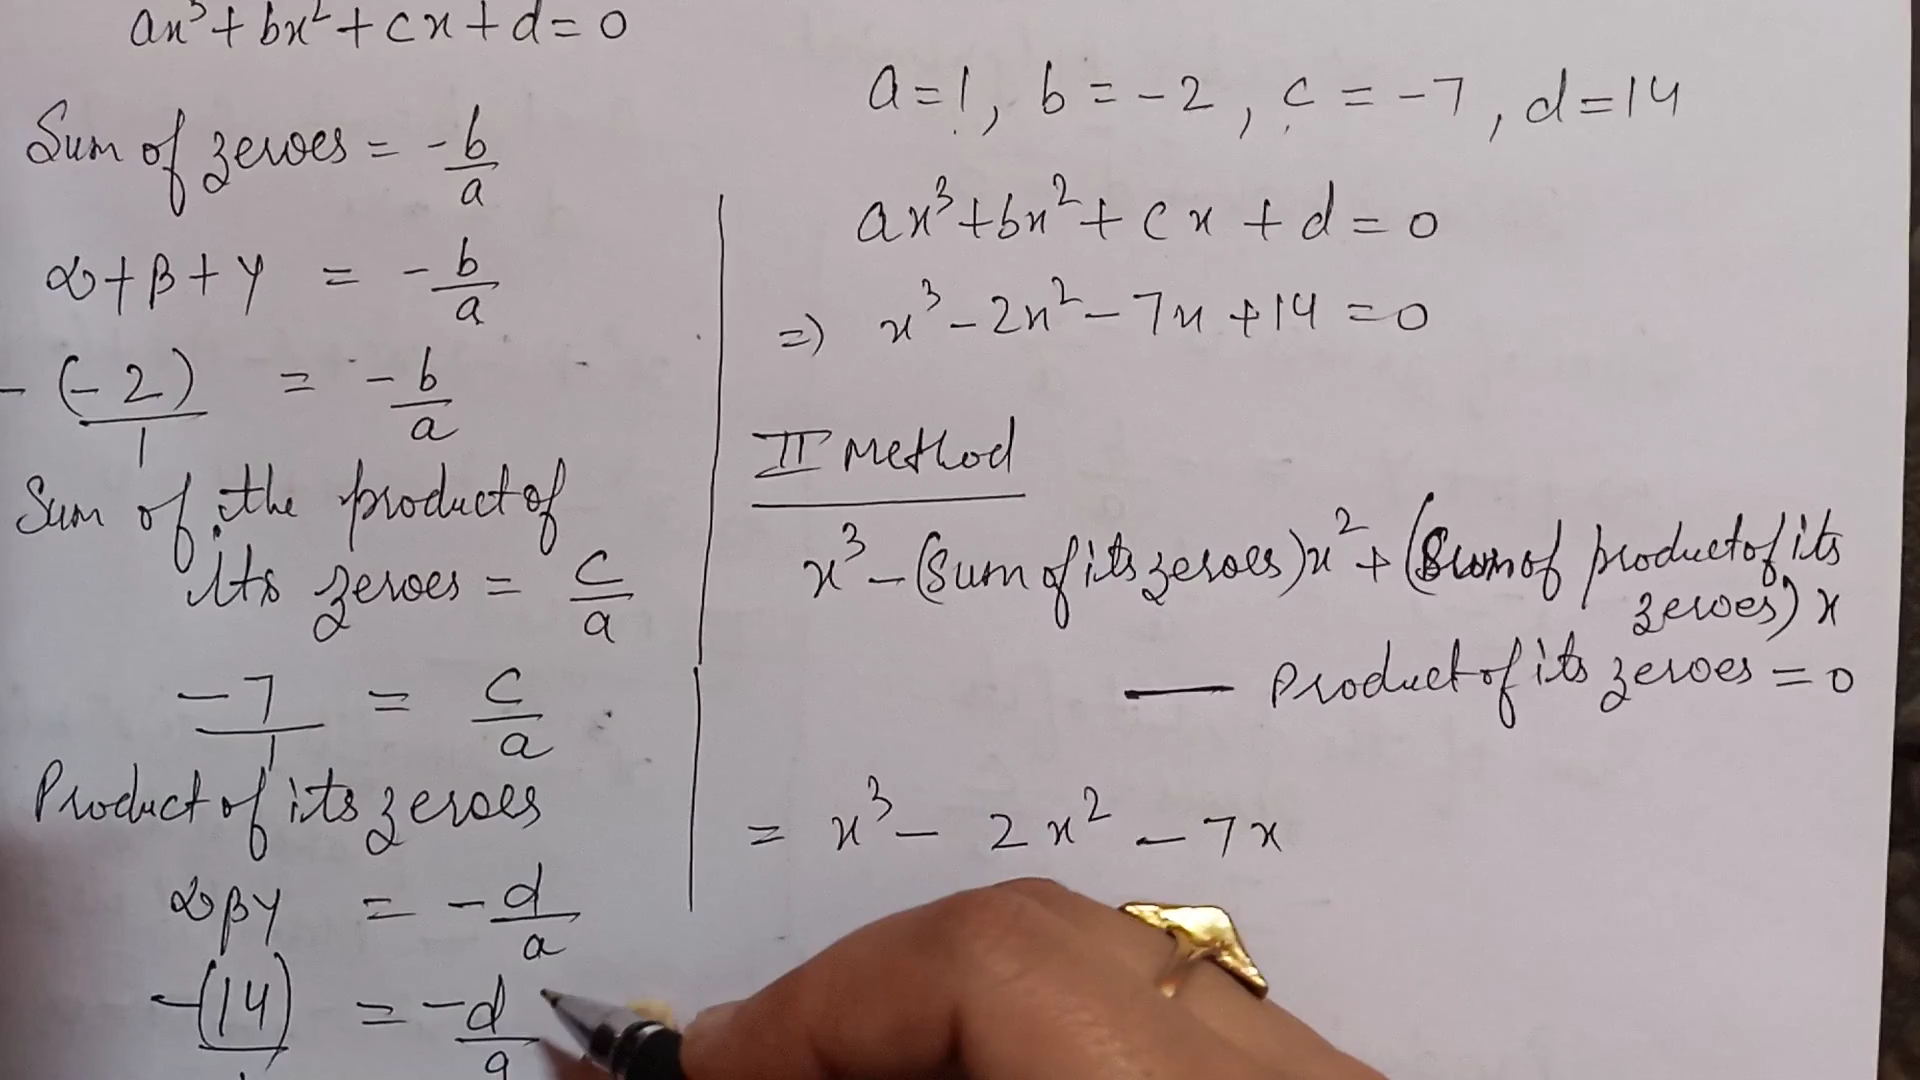 ax³ + bx² + cx + d = 0
Sum of zeroes = -b/a
α + β + γ = -b/a
-(-2)/1 = -b/a
Sum of the product of
its zeroes = c/a
-7/1 = c/a
Product of its zeroes
αβγ = -d/a
-(14)/1 = -d/a
a = 1, b = -2, c = -7, d = 14
ax³ + bx² + cx + d = 0
=) x³ - 2x² - 7x + 14 = 0
II Method
x³ - (Sum of its zeroes)x² + (Sum of product of its
zeroes) x
— Product of its zeroes = 0
= x³ - 2x² - 7x